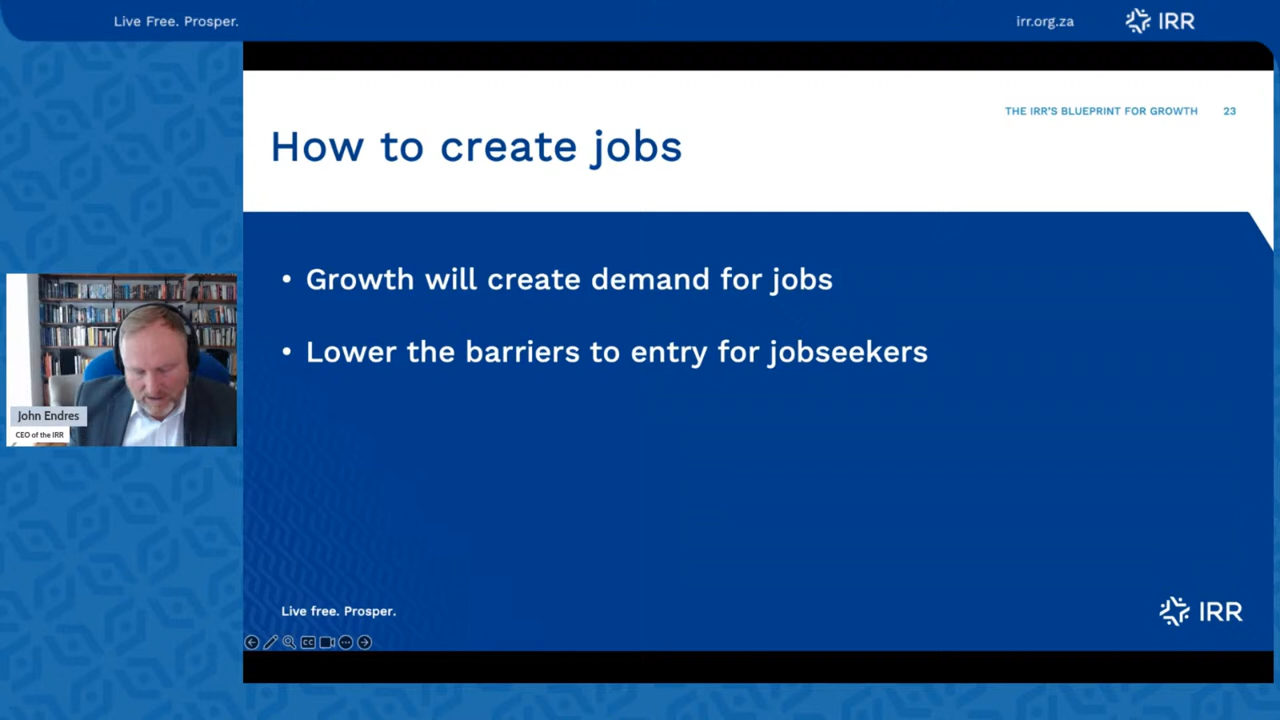 Live Free. Prosper.
irr.org.za
IRR
THE IRR'S BLUEPRINT FOR GROWTH 23
How to create jobs
• Growth will create demand for jobs
• Lower the barriers to entry for jobseekers
John Endres
CEO of the IRR
Live free. Prosper.
IRR
CC